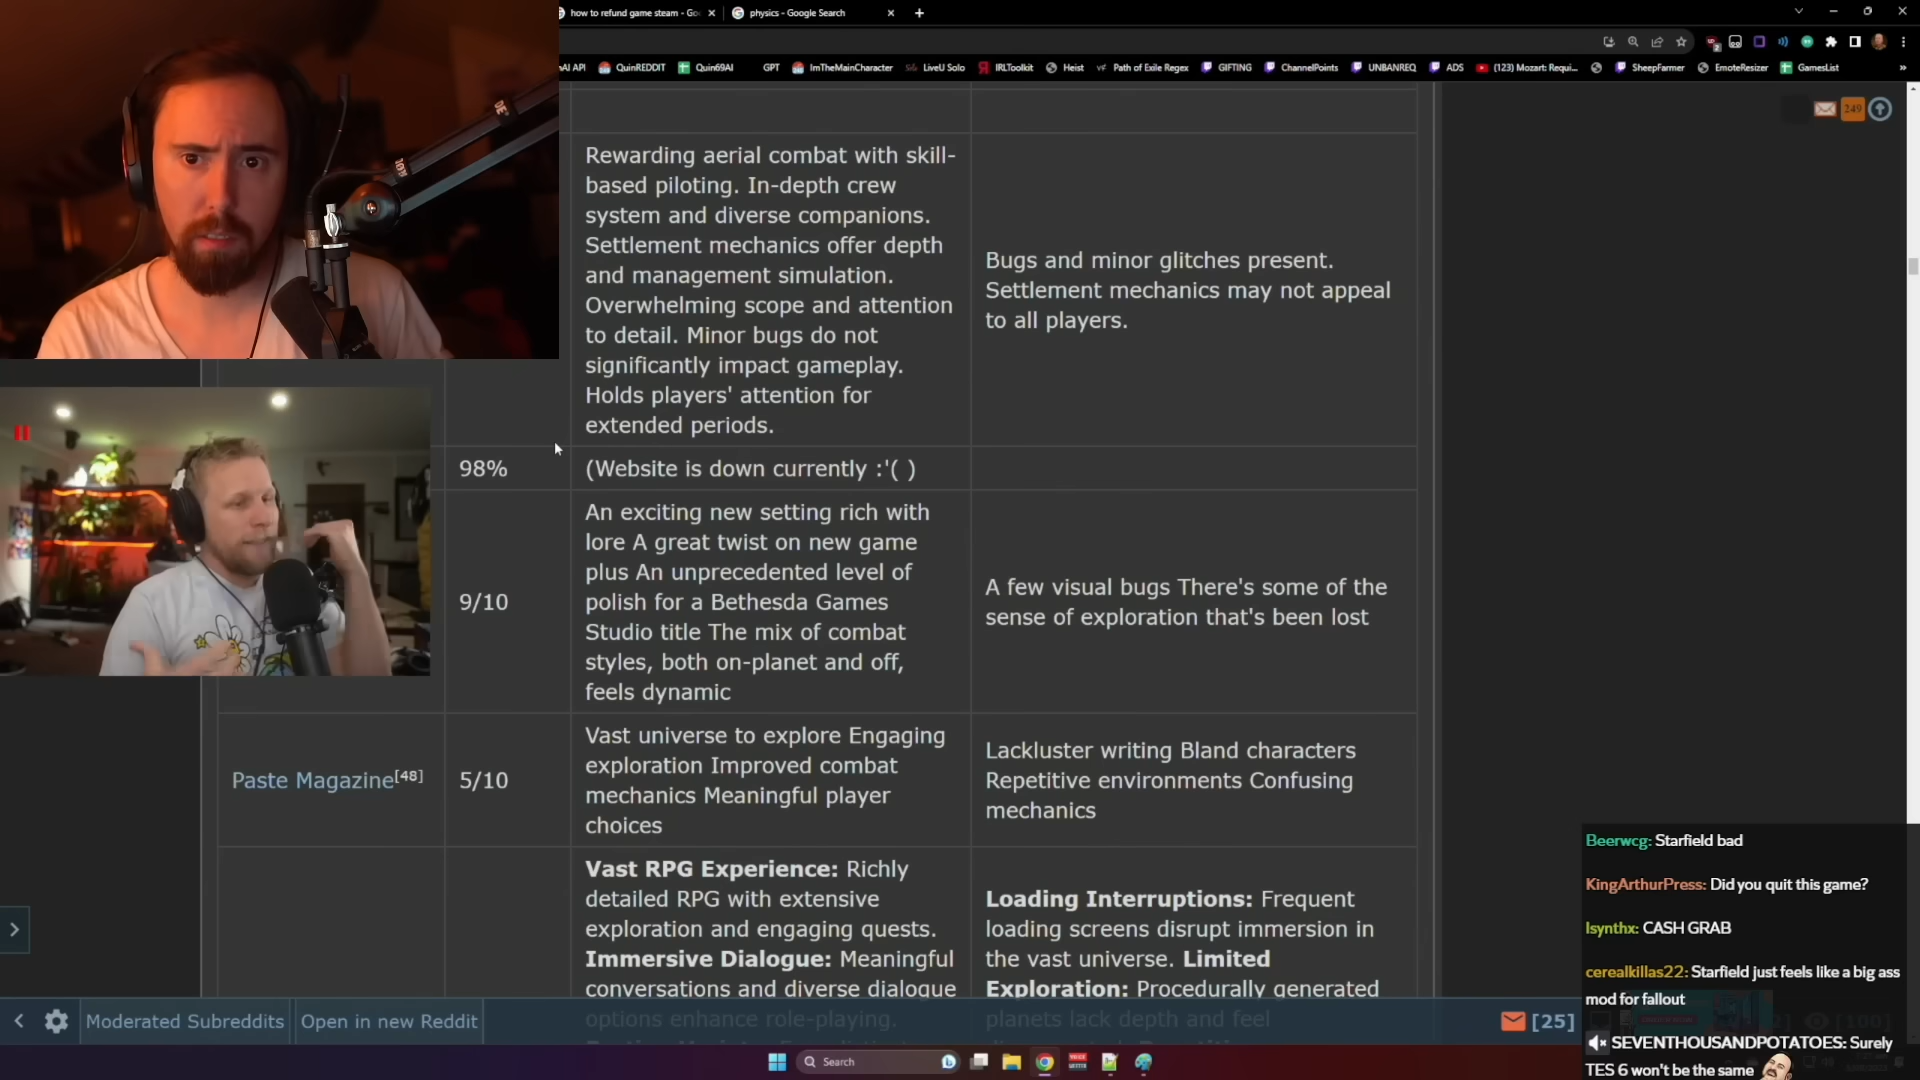 how to refund game steam - Go
physics - Google Search
AI API
QuinREDDIT
Quin69AI
GPT
ImTheMainCharacter
LiveU Solo
IRLToolkit
Heist
Path of Exile Regex
GIFTING
ChannelPoints
UNBANREQ
ADS
(123) Mozart: Requi...
SheepFarmer
EmoteResizer
GamesList
249
Rewarding aerial combat with skill-
based piloting. In-depth crew
system and diverse companions.
Settlement mechanics offer depth
and management simulation.
Overwhelming scope and attention
to detail. Minor bugs do not
significantly impact gameplay.
Holds players' attention for
extended periods.
Bugs and minor glitches present.
Settlement mechanics may not appeal
to all players.
98%
(Website is down currently :'( )
9/10
An exciting new setting rich with
lore A great twist on new game
plus An unprecedented level of
polish for a Bethesda Games
Studio title The mix of combat
styles, both on-planet and off,
feels dynamic
A few visual bugs There's some of the
sense of exploration that's been lost
Paste Magazine[48]
5/10
Vast universe to explore Engaging
exploration Improved combat
mechanics Meaningful player
choices
Lackluster writing Bland characters
Repetitive environments Confusing
mechanics
Vast RPG Experience: Richly
detailed RPG with extensive
exploration and engaging quests.
Immersive Dialogue: Meaningful
conversations and diverse dialogue
options enhance role-playing.
Loading Interruptions: Frequent
loading screens disrupt immersion in
the vast universe. Limited
Exploration: Procedurally generated
planets lack depth and feel
Beerwcg: Starfield bad
KingArthurPress: Did you quit this game?
Isynthx: CASH GRAB
cerealkillas22: Starfield just feels like a big ass
mod for fallout
SEVENTHOUSANDPOTATOES: Surely
TES 6 won't be the same
Moderated Subreddits
Open in new Reddit
[25]
Search